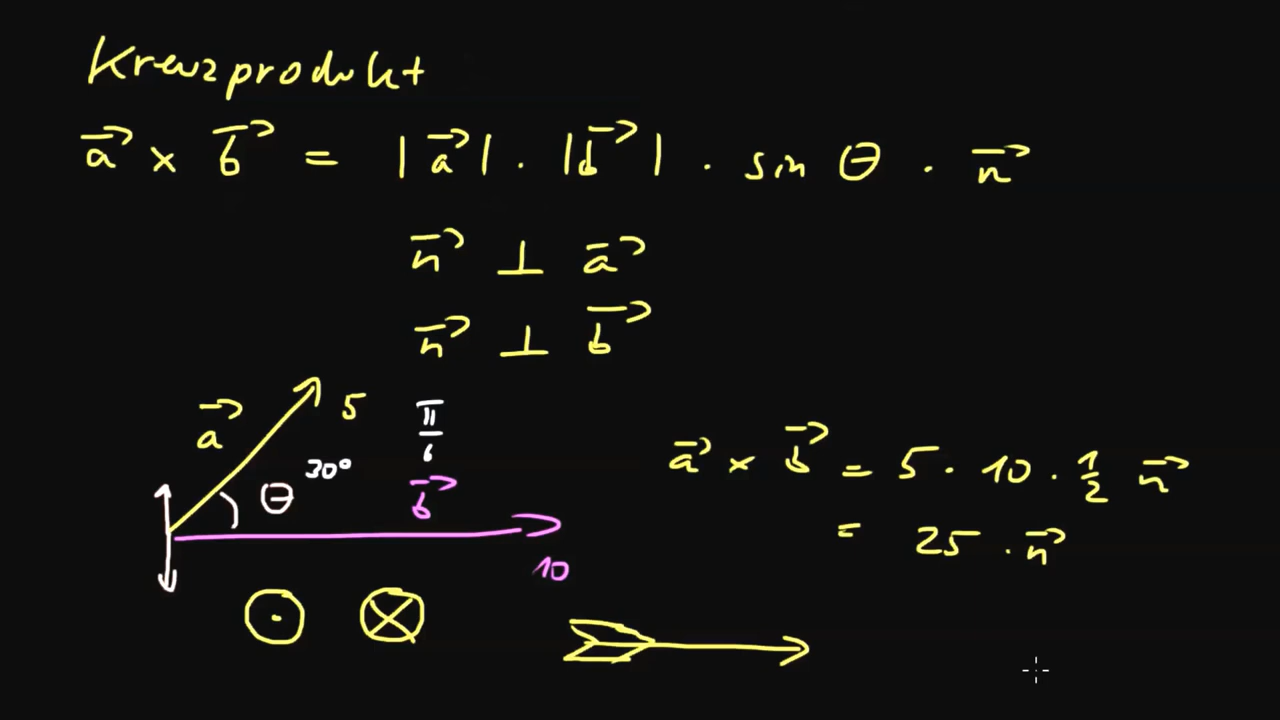 Kreuzprodukt
a⃗ × b⃗ = |a⃗| · |b⃗| · sin θ · n⃗
n⃗ ⊥ a⃗
n⃗ ⊥ b⃗
a⃗ 5 π/6
θ 30° b⃗
10
a⃗ × b⃗ = 5 · 10 · 1/2 n⃗
= 25 · n⃗